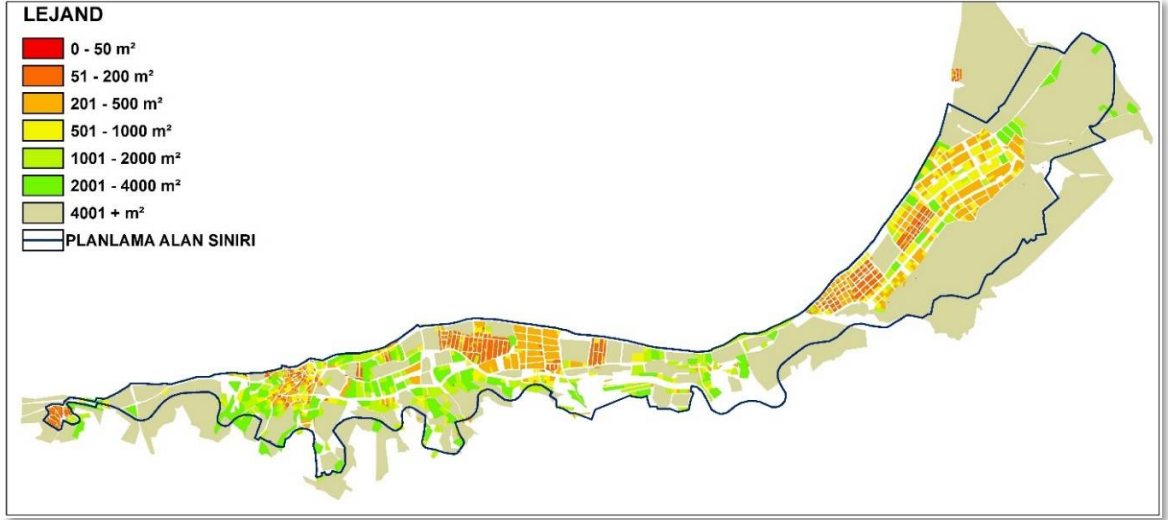 LEJAND
0 - 50 m²
51 - 200 m²
201 - 500 m²
501 - 1000 m²
1001 - 2000 m²
2001 - 4000 m²
4001 + m²
PLANLAMA ALAN SINIRI